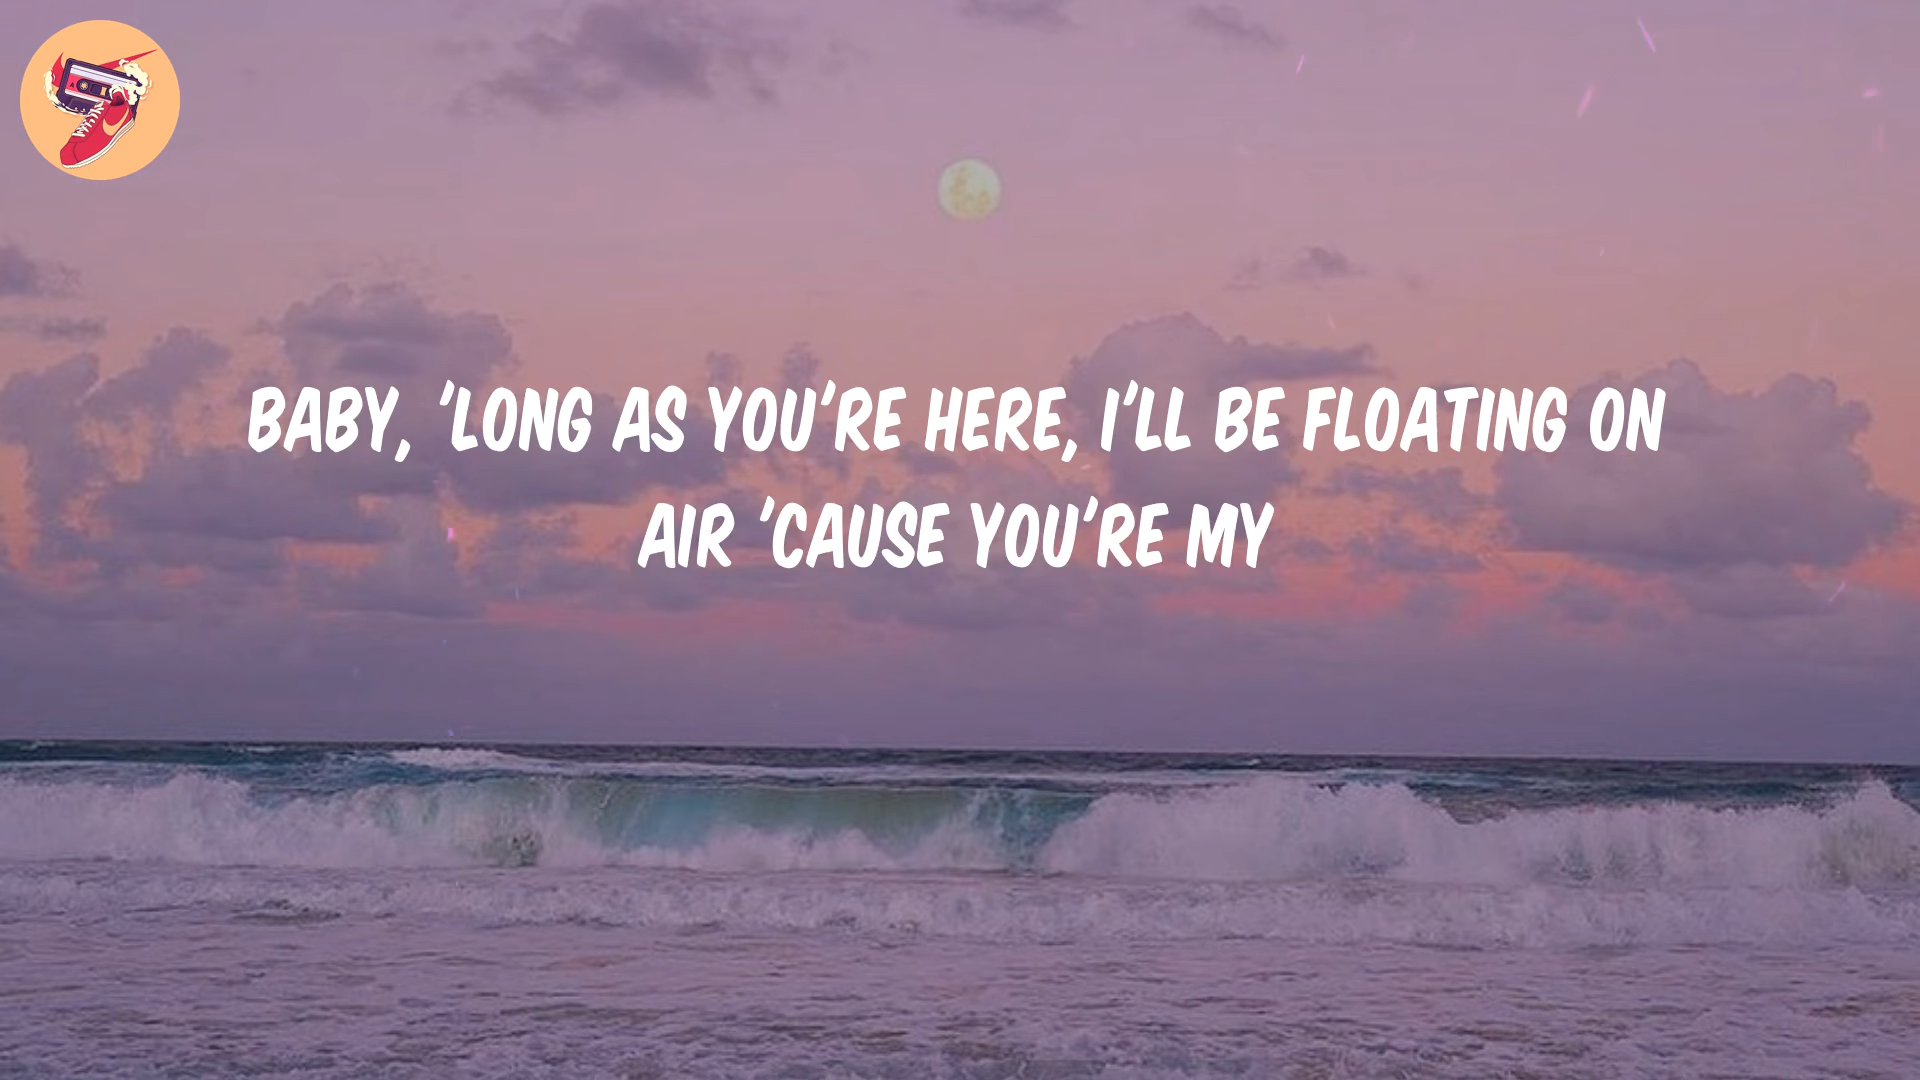 BABY, 'LONG AS YOU'RE HERE, I'LL BE FLOATING ON
AIR 'CAUSE YOU'RE MY